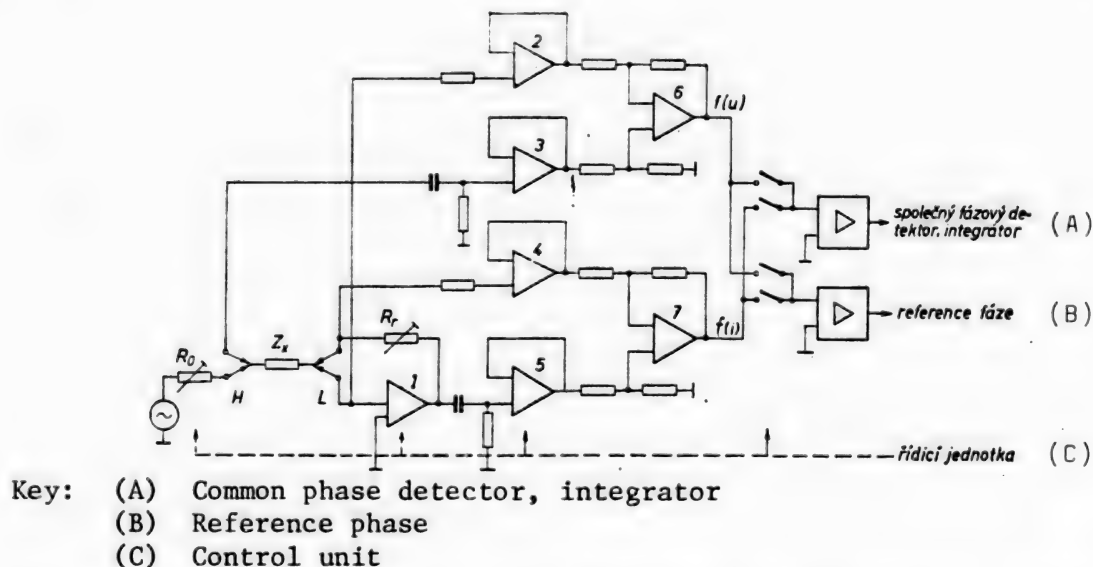 2
6
f(u)
3
společný fázový de-
tektor, integrátor
(A)
4
R₀
Zₓ
Rᵣ
7
f(i)
reference fáze
(B)
H
L
1
5
řídicí jednotka
(C)
Key: (A) Common phase detector, integrator
(B) Reference phase
(C) Control unit